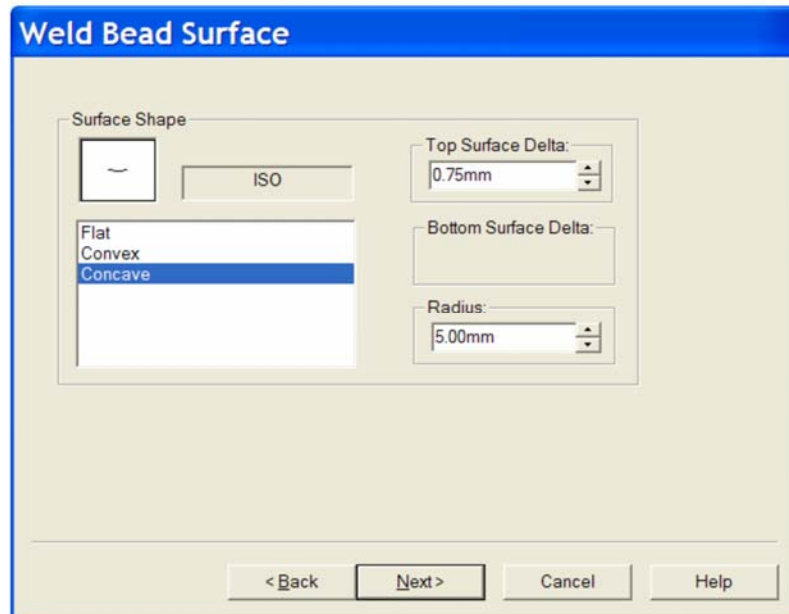 Weld Bead Surface
Surface Shape
ISO
Flat
Convex
Concave
Top Surface Delta:
0.75mm
Bottom Surface Delta:
Radius:
5.00mm
< Back
Next >
Cancel
Help